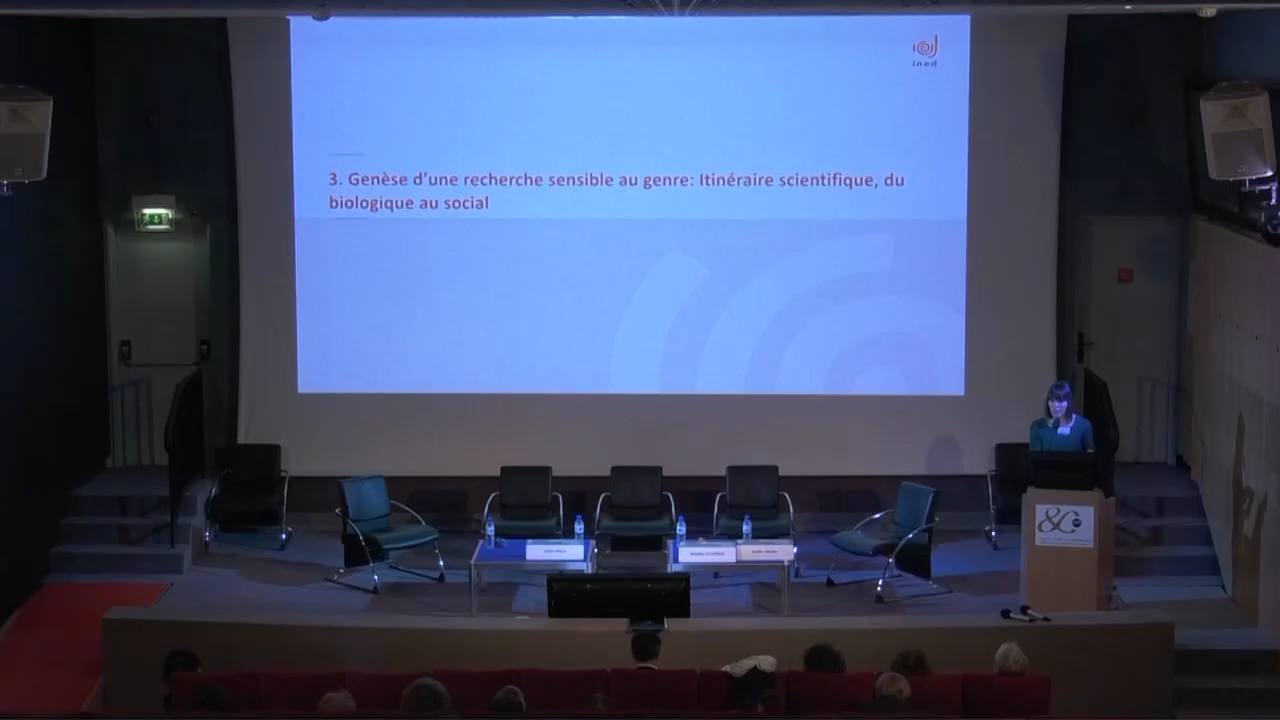 ined
3. Genèse d'une recherche sensible au genre: Itinéraire scientifique, du
biologique au social
&C